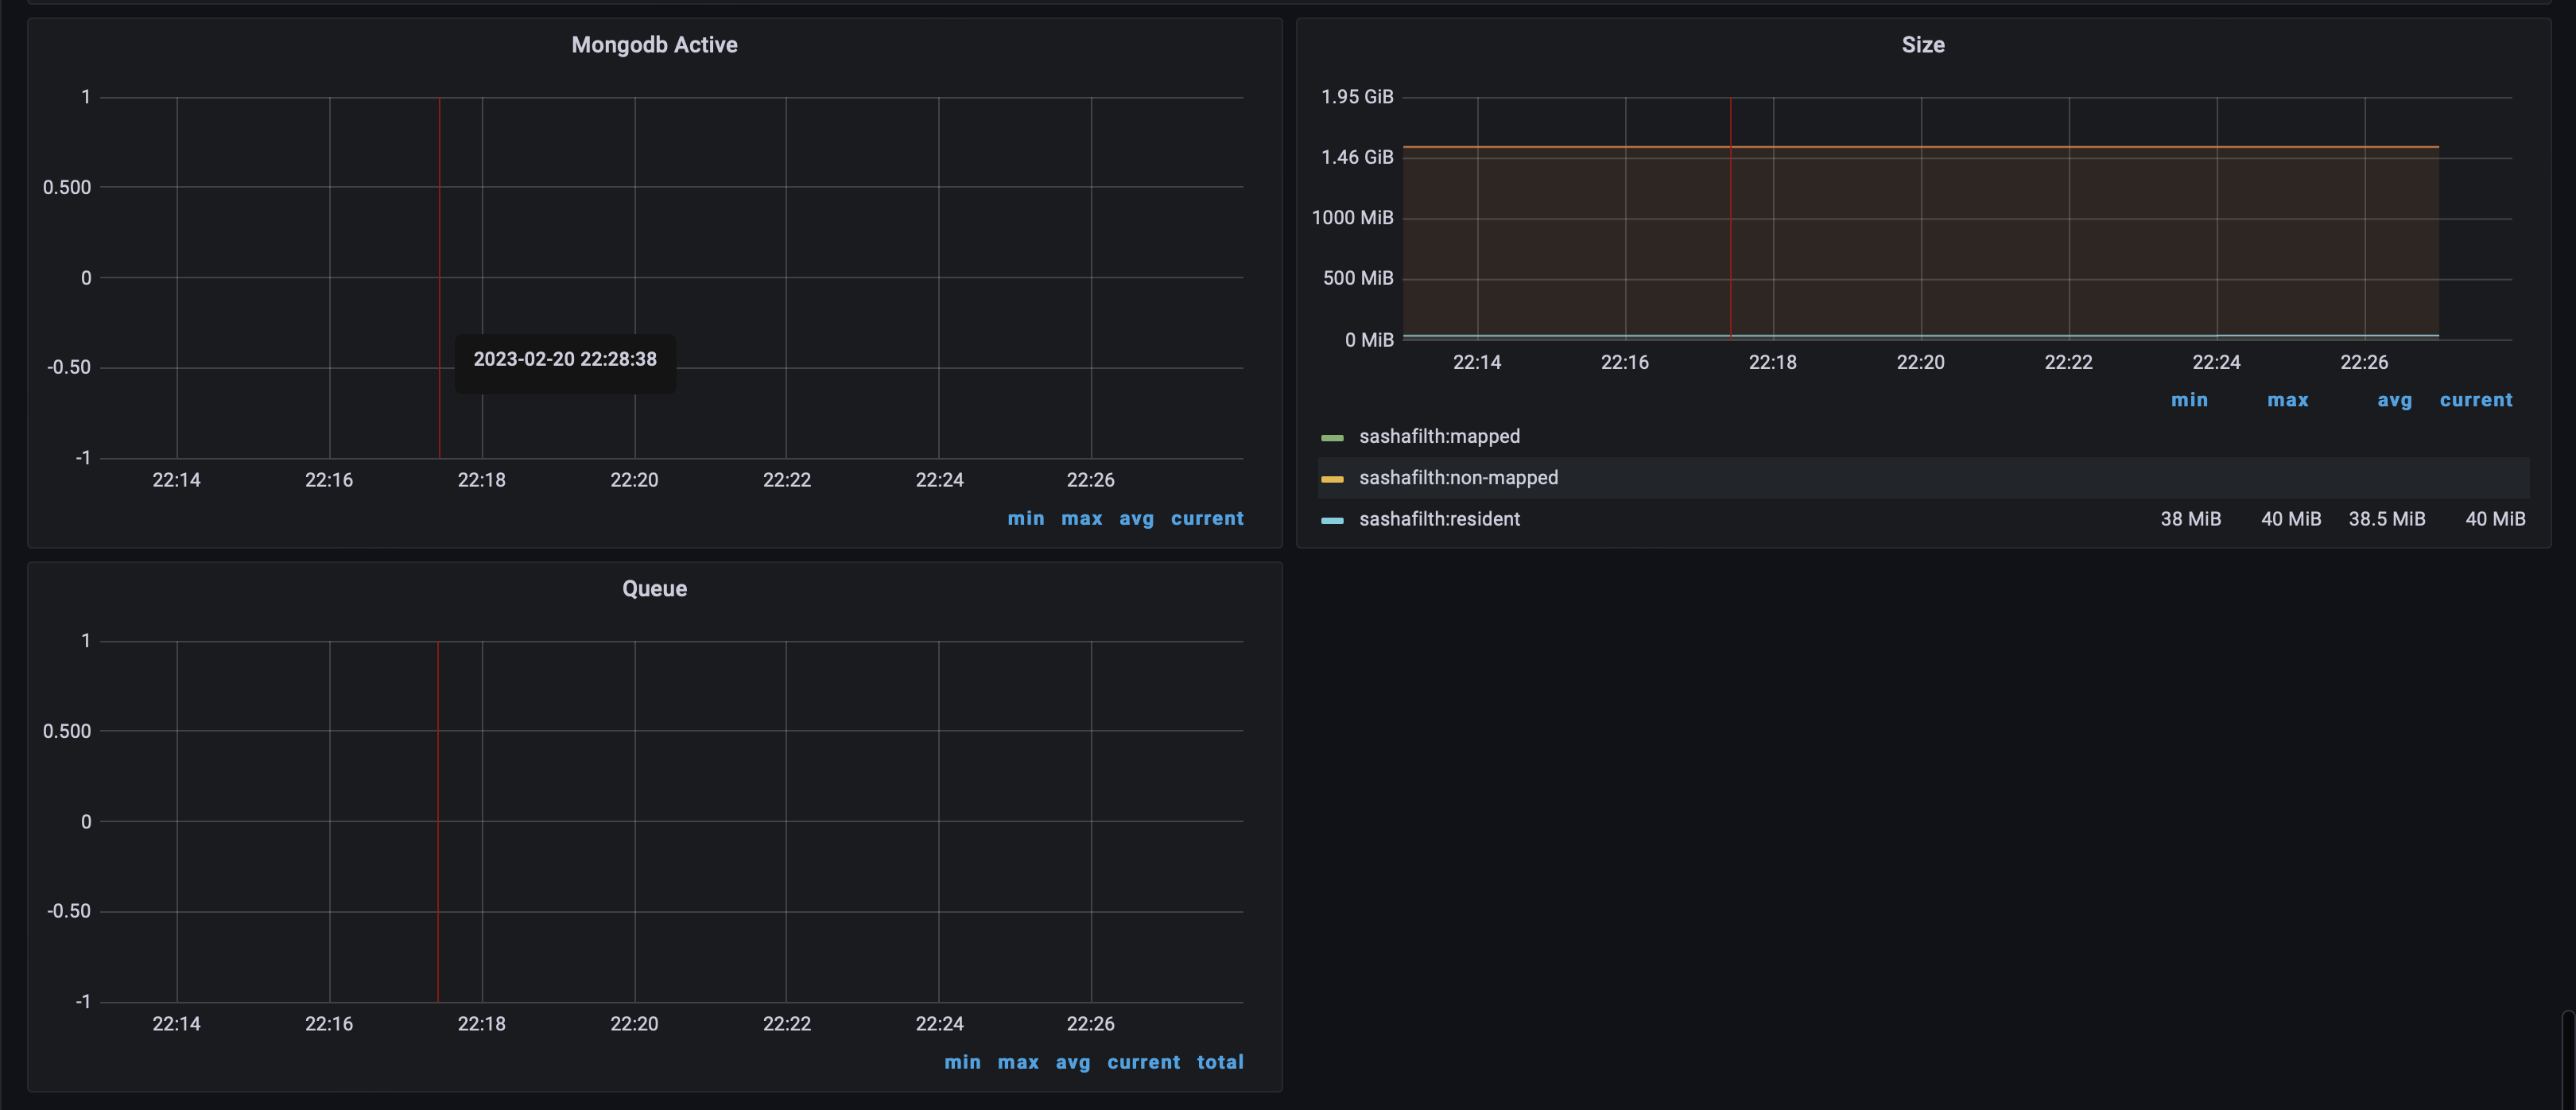 Mongodb Active
1
0.500
0
-0.50
-1
2023-02-20 22:28:38
22:14 22:16 22:18 22:20 22:22 22:24 22:26
min max avg current
Size
1.95 GiB
1.46 GiB
1000 MiB
500 MiB
0 MiB
22:14 22:16 22:18 22:20 22:22 22:24 22:26
min max avg current
sashafilth:mapped
sashafilth:non-mapped
sashafilth:resident 38 MiB 40 MiB 38.5 MiB 40 MiB
Queue
1
0.500
0
-0.50
-1
22:14 22:16 22:18 22:20 22:22 22:24 22:26
min max avg current total